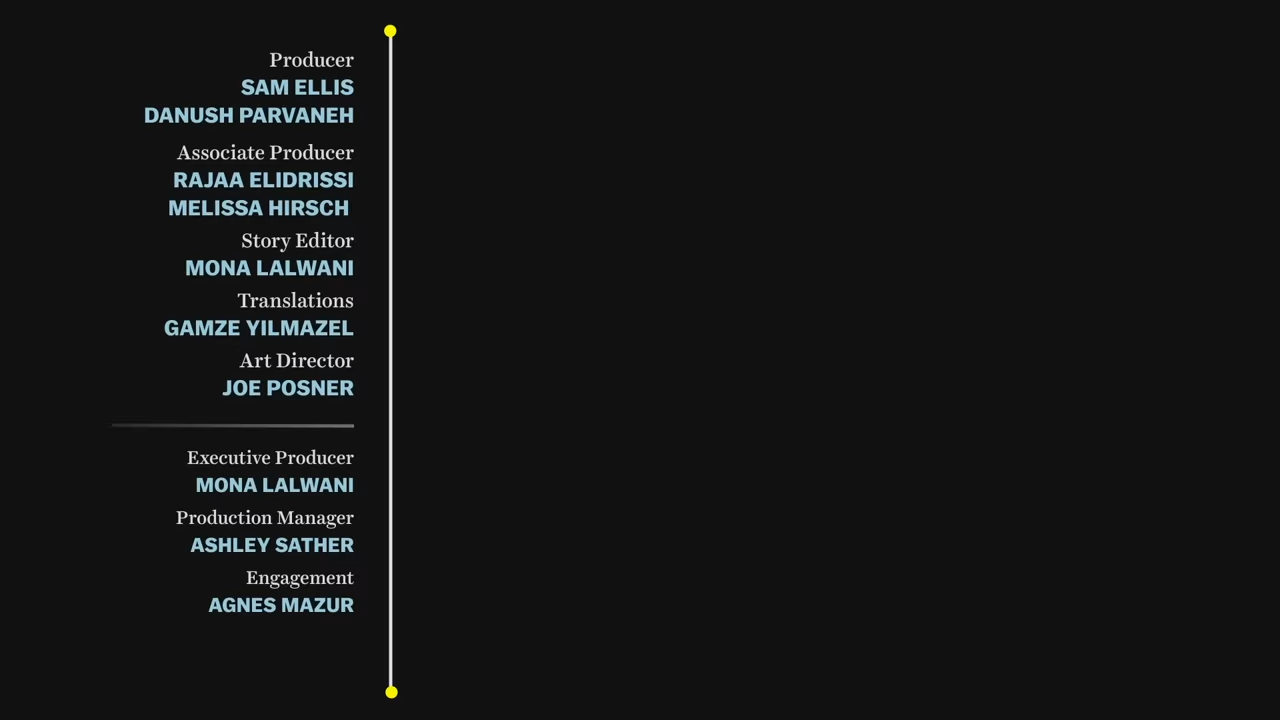 Producer
SAM ELLIS
DANUSH PARVANEH
Associate Producer
RAJAA ELIDRISSI
MELISSA HIRSCH
Story Editor
MONA LALWANI
Translations
GAMZE YILMAZEL
Art Director
JOE POSNER
Executive Producer
MONA LALWANI
Production Manager
ASHLEY SATHER
Engagement
AGNES MAZUR